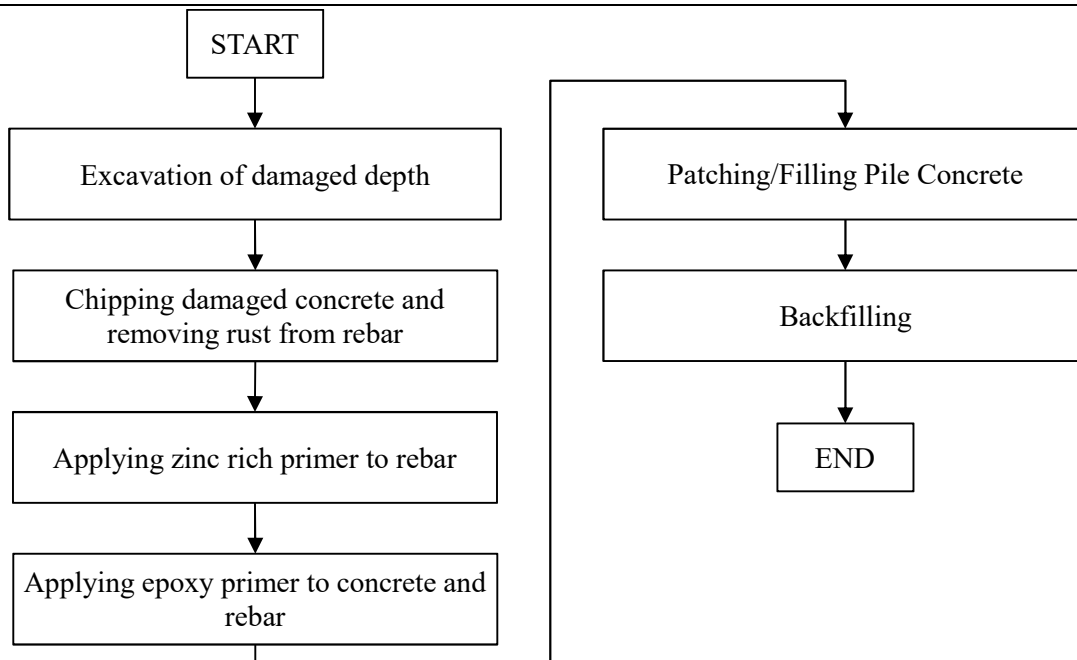 START
Excavation of damaged depth
Chipping damaged concrete and
removing rust from rebar
Applying zinc rich primer to rebar
Applying epoxy primer to concrete and
rebar
Patching/Filling Pile Concrete
Backfilling
END